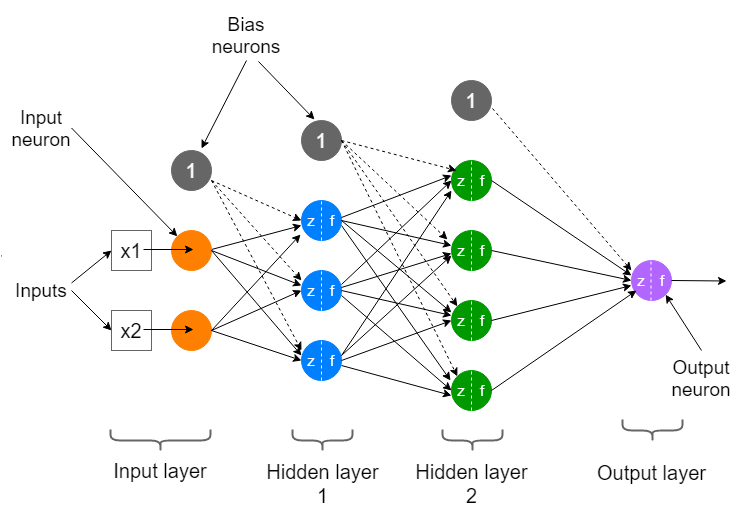 Bias
neurons
Input
neuron
1
1
1
x1
x2
Inputs
z f
z f
z f
z f
z f
z f
z f
z f
Output
neuron
Input layer
Hidden layer
1
Hidden layer
2
Output layer